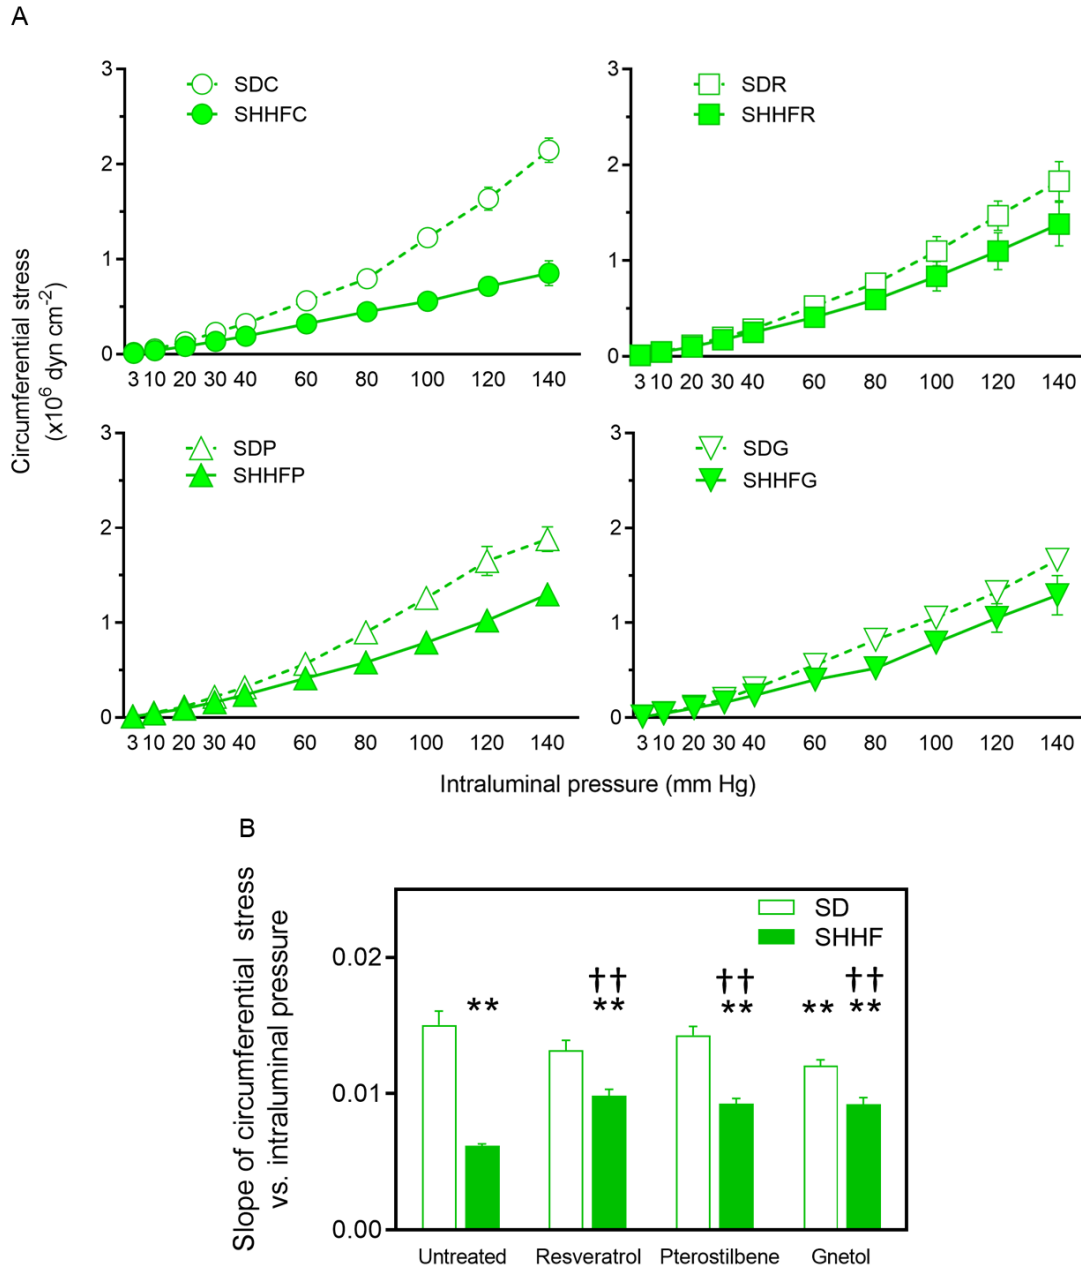 A
Circumferential stress
(x10⁶ dyn cm⁻²)
3
2
1
0
SDC
SHHFC
3 10 20 30 40 60 80 100 120 140
3
2
1
0
SDR
SHHFR
3 10 20 30 40 60 80 100 120 140
3
2
1
0
SDP
SHHFP
3 10 20 30 40 60 80 100 120 140
3
2
1
0
SDG
SHHFG
3 10 20 30 40 60 80 100 120 140
Intraluminal pressure (mm Hg)
B
Slope of circumferential stress
vs. intraluminal pressure
SD
SHHF
0.02
0.01
0.00
†† †† ††
** ** ** ** **
Untreated Resveratrol Pterostilbene Gnetol